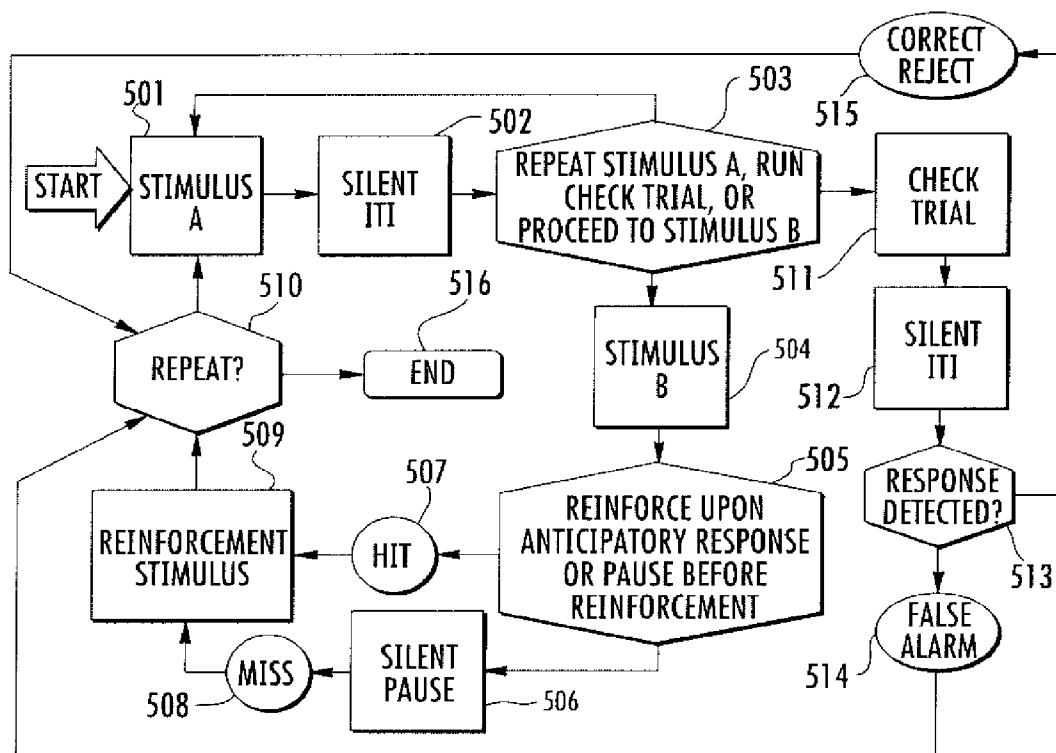 CORRECT
REJECT
515
503
501
502
START
STIMULUS
A
SILENT
ITI
REPEAT STIMULUS A, RUN
CHECK TRIAL, OR
PROCEED TO STIMULUS B
CHECK
TRIAL
511
510
516
REPEAT?
END
STIMULUS
B
504
SILENT
ITI
512
509
507
505
REINFORCEMENT
STIMULUS
HIT
REINFORCE UPON
ANTICIPATORY RESPONSE
OR PAUSE BEFORE
REINFORCEMENT
RESPONSE
DETECTED?
513
MISS
508
SILENT
PAUSE
506
FALSE
ALARM
514